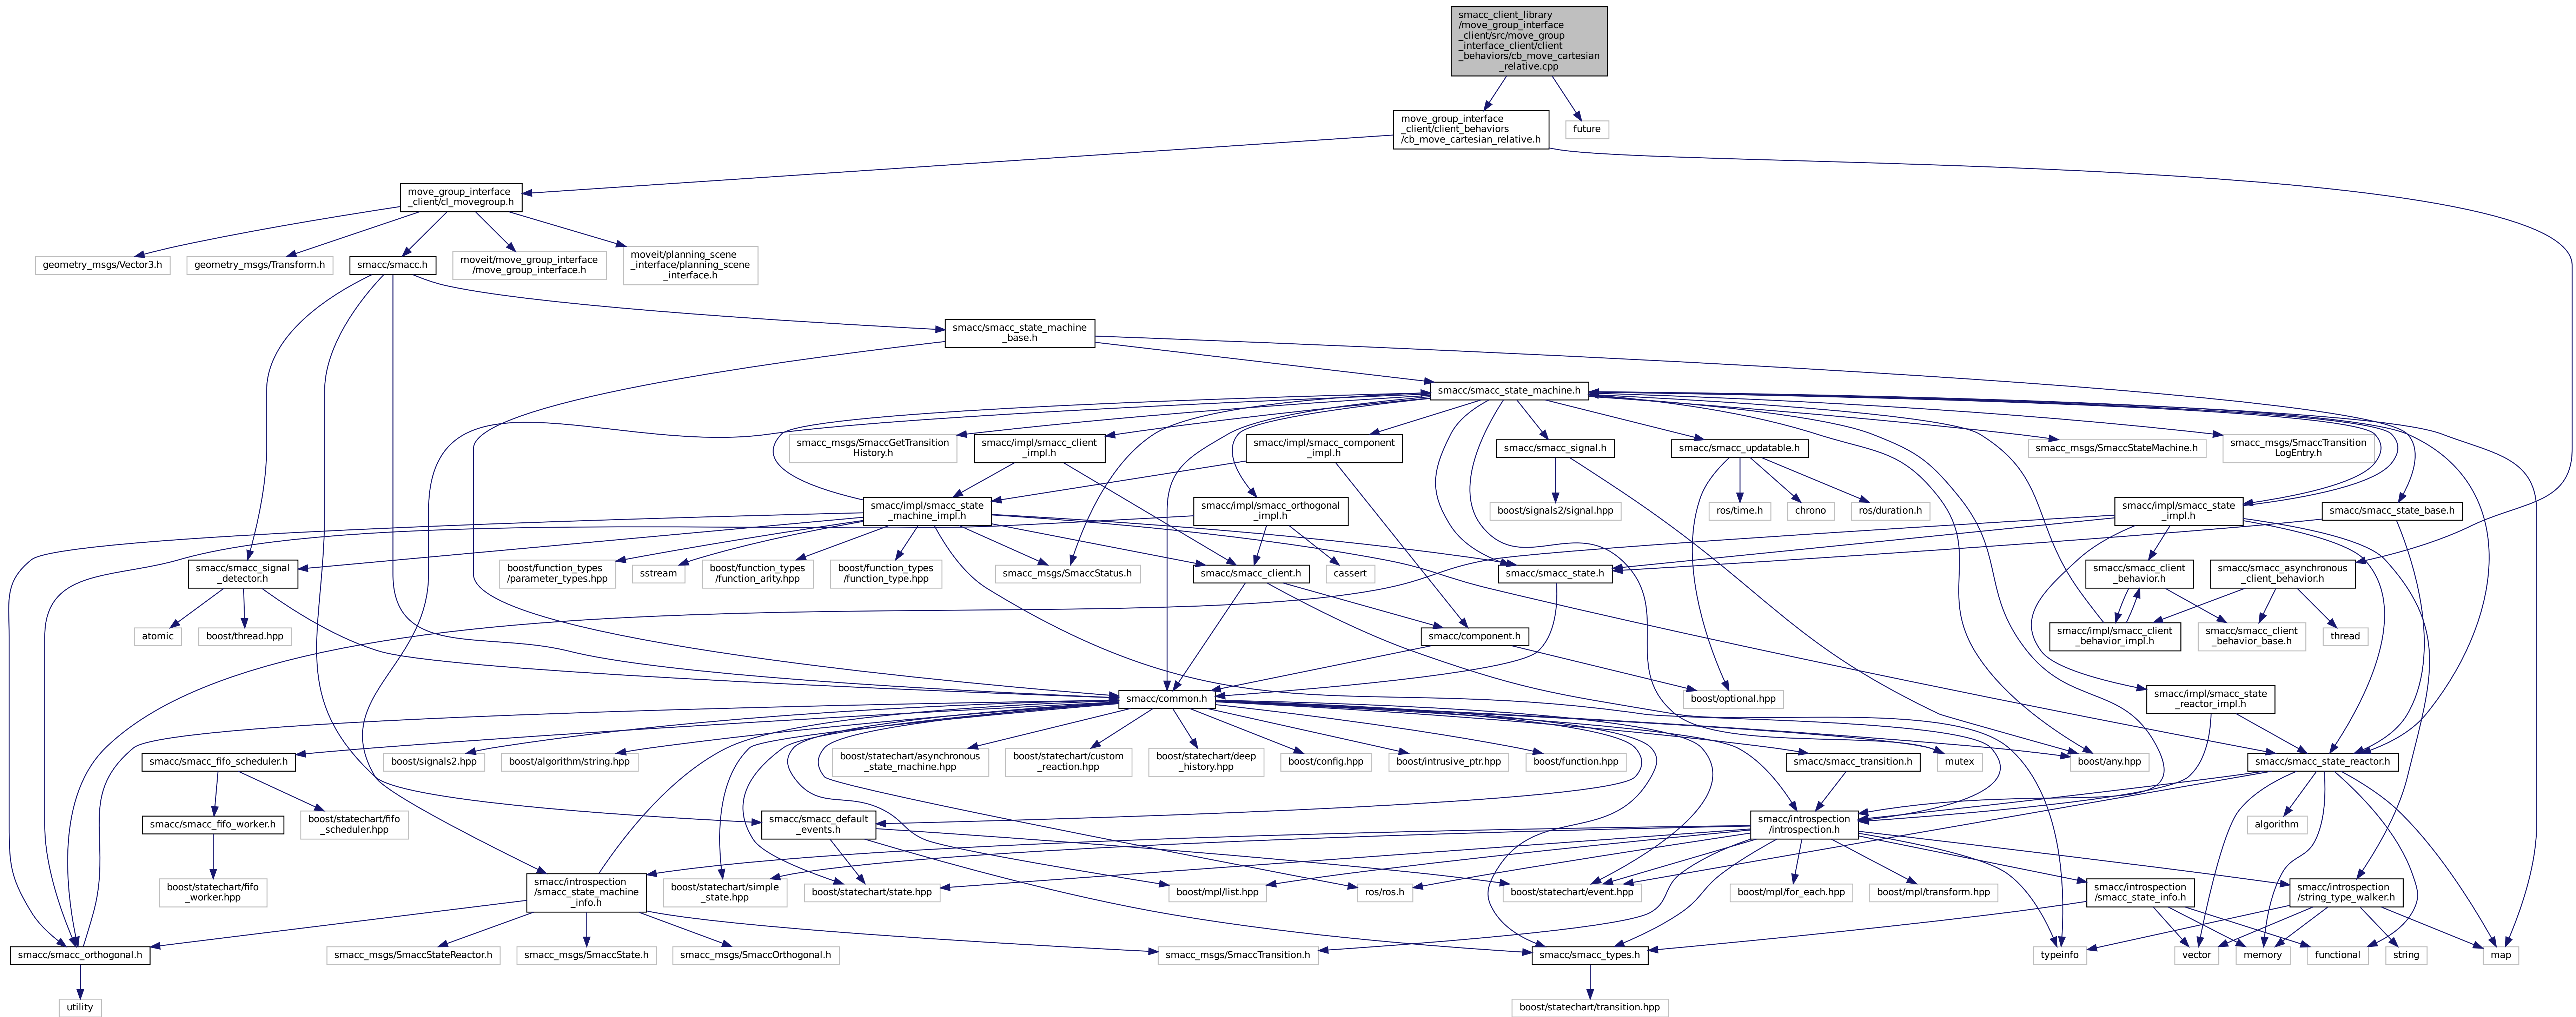 smacc_client_library
/move_group_interface
_client/src/move_group
_interface_client/client
_behaviors/cb_move_cartesian
_relative.cpp
move_group_interface
_client/client_behaviors
/cb_move_cartesian_relative.h
future
move_group_interface
_client/cl_movegroup.h
geometry_msgs/Vector3.h
geometry_msgs/Transform.h
smacc/smacc.h
moveit/move_group_interface
/move_group_interface.h
moveit/planning_scene
_interface/planning_scene
_interface.h
smacc/smacc_state_machine
_base.h
smacc/smacc_state_machine.h
smacc_msgs/SmaccGetTransition
History.h
smacc/impl/smacc_client
_impl.h
smacc/impl/smacc_component
_impl.h
smacc/smacc_signal.h
smacc/smacc_updatable.h
smacc_msgs/SmaccStateMachine.h
smacc_msgs/SmaccTransition
LogEntry.h
smacc/impl/smacc_state
_machine_impl.h
smacc/impl/smacc_orthogonal
_impl.h
boost/signals2/signal.hpp
ros/time.h
chrono
ros/duration.h
smacc/impl/smacc_state
_impl.h
smacc/smacc_state_base.h
smacc/smacc_signal
_detector.h
boost/function_types
/parameter_types.hpp
sstream
boost/function_types
/function_arity.hpp
boost/function_types
/function_type.hpp
smacc_msgs/SmaccStatus.h
smacc/smacc_client.h
cassert
smacc/smacc_state.h
smacc/smacc_client
_behavior.h
smacc/smacc_asynchronous
_client_behavior.h
atomic
boost/thread.hpp
smacc/component.h
smacc/impl/smacc_client
_behavior_impl.h
smacc/smacc_client
_behavior_base.h
thread
smacc/common.h
boost/optional.hpp
smacc/impl/smacc_state
_reactor_impl.h
smacc/smacc_fifo_scheduler.h
boost/signals2.hpp
boost/algorithm/string.hpp
boost/statechart/asynchronous
_state_machine.hpp
boost/statechart/custom
_reaction.hpp
boost/statechart/deep
_history.hpp
boost/config.hpp
boost/intrusive_ptr.hpp
boost/function.hpp
smacc/smacc_transition.h
mutex
boost/any.hpp
smacc/smacc_state_reactor.h
smacc/smacc_fifo_worker.h
boost/statechart/fifo
_scheduler.hpp
smacc/smacc_default
_events.h
smacc/introspection
/introspection.h
algorithm
boost/statechart/fifo
_worker.hpp
smacc/introspection
/smacc_state_machine
_info.h
boost/statechart/simple
_state.hpp
boost/statechart/state.hpp
boost/mpl/list.hpp
ros/ros.h
boost/statechart/event.hpp
boost/mpl/for_each.hpp
boost/mpl/transform.hpp
smacc/introspection
/smacc_state_info.h
smacc/introspection
/string_type_walker.h
smacc/smacc_orthogonal.h
smacc_msgs/SmaccStateReactor.h
smacc_msgs/SmaccState.h
smacc_msgs/SmaccOrthogonal.h
smacc_msgs/SmaccTransition.h
smacc/smacc_types.h
typeinfo
vector
memory
functional
string
map
utility
boost/statechart/transition.hpp